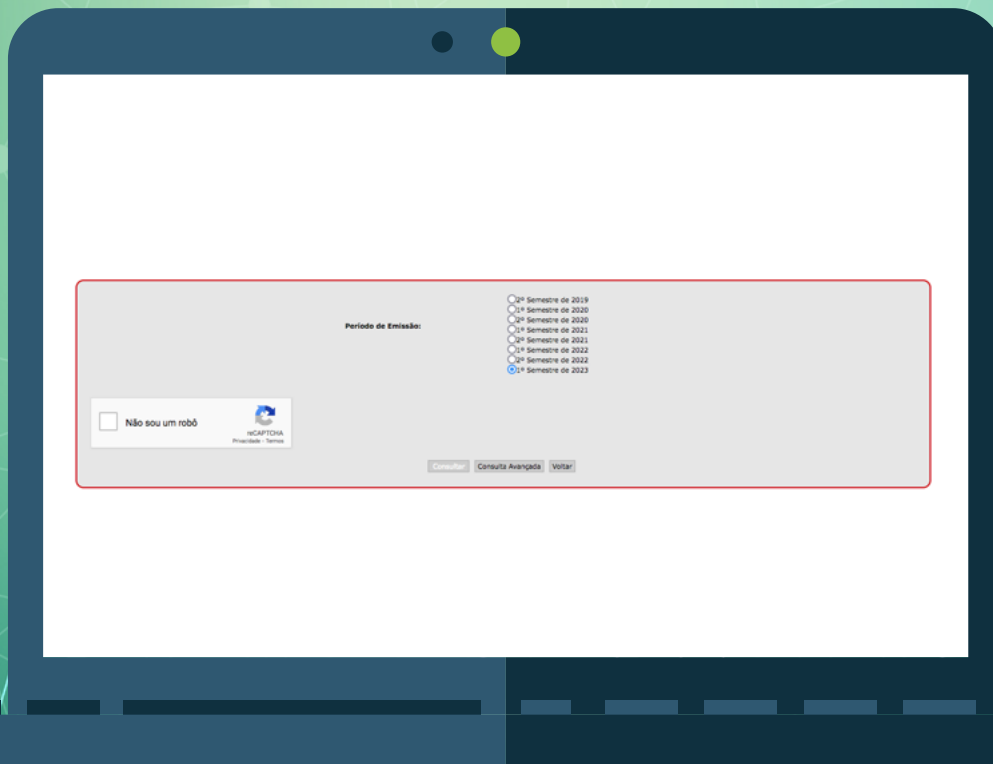 2º Semestre de 2019
1º Semestre de 2020
2º Semestre de 2020
Período de Emissão:
1º Semestre de 2021
2º Semestre de 2021
1º Semestre de 2022
2º Semestre de 2022
1º Semestre de 2023
Não sou um robô
reCAPTCHA
Privacidade - Termos
Consultar Consulta Avançada Voltar